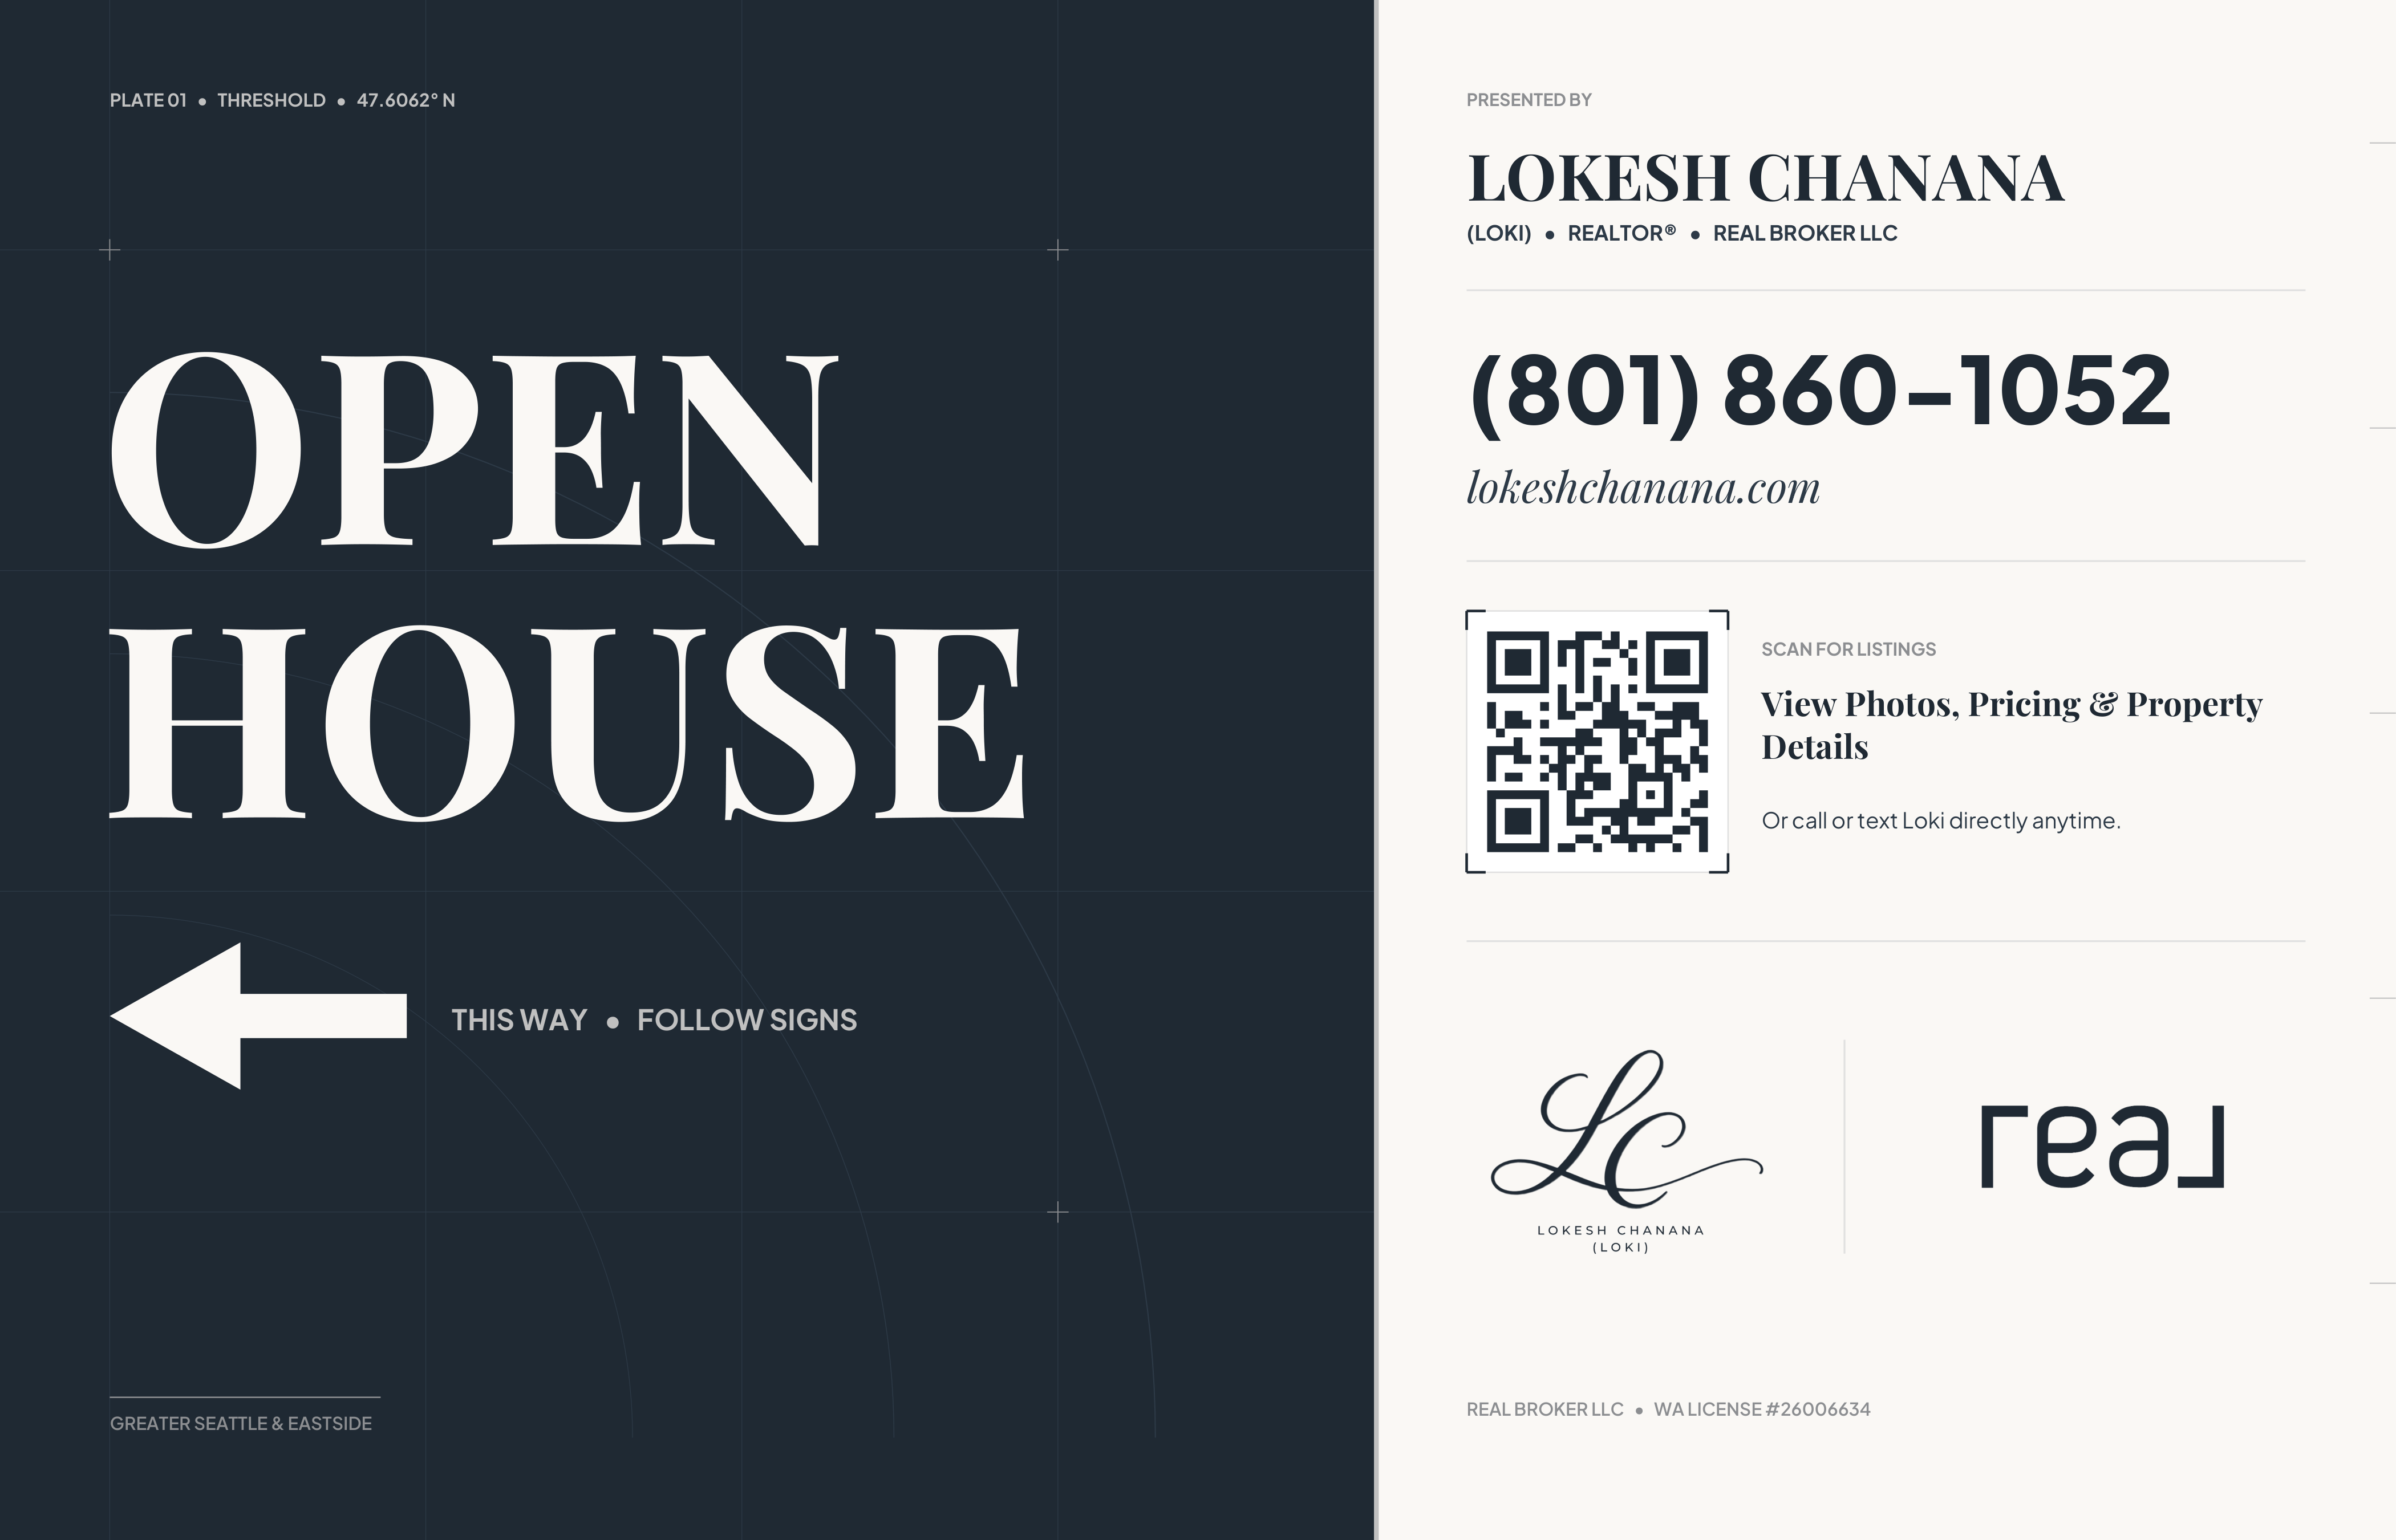 PLATE 01 • THRESHOLD • 47.6062° N
OPEN
HOUSE
THIS WAY • FOLLOW SIGNS
GREATER SEATTLE & EASTSIDE
PRESENTED BY
LOKESH CHANANA
(LOKI) • REALTOR® • REAL BROKER LLC
(801) 860-1052
lokeshchanana.com
SCAN FOR LISTINGS
View Photos, Pricing & Property
Details
Or call or text Loki directly anytime.
LC
LOKESH CHANANA
(LOKI)
real
REAL BROKER LLC • WA LICENSE #26006634